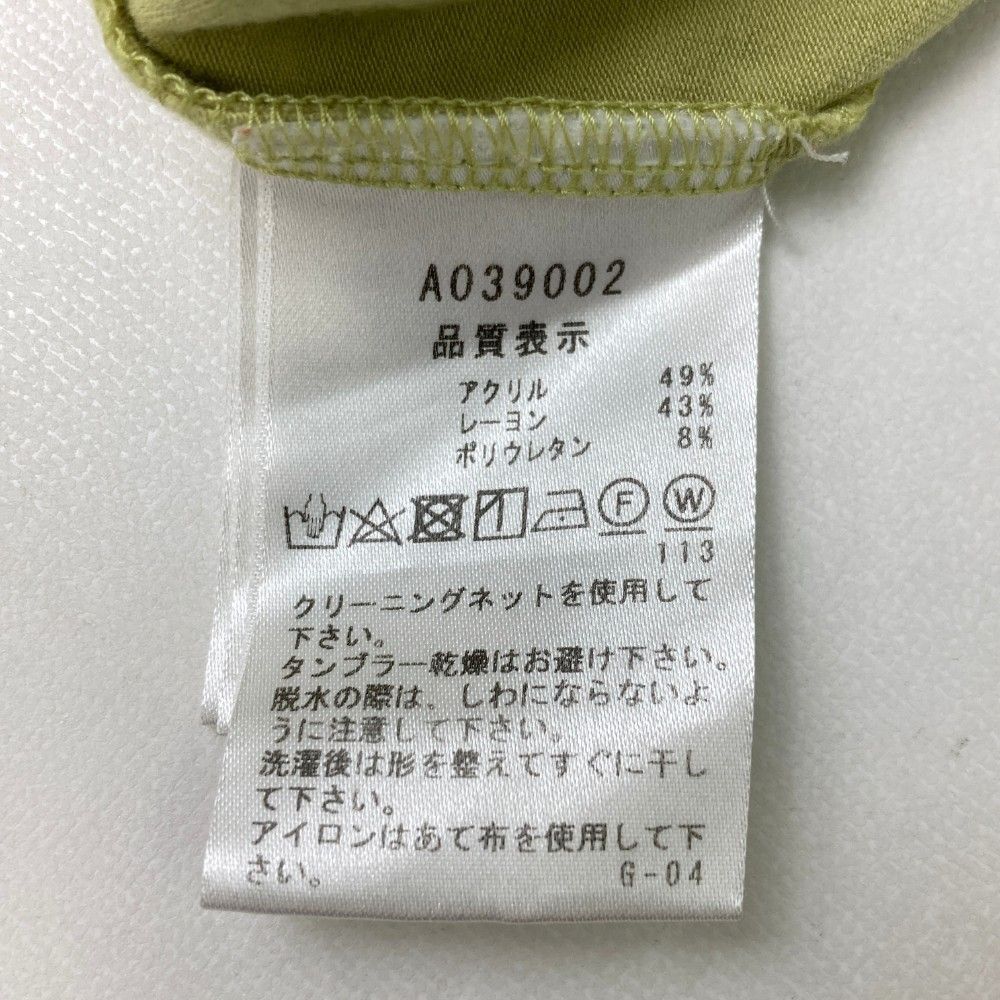 A039002
品質表示
アクリル 49%
レーヨン 43%
ポリウレタン 8%
F W
113
クリーニングネットを使用して
下さい。
タンブラー乾燥はお避け下さい。
脱水の際は、しわにならないよ
うに注意して下さい。
洗濯後は形を整えてすぐに干し
て下さい。
アイロンはあて布を使用して下
さい。 G-04